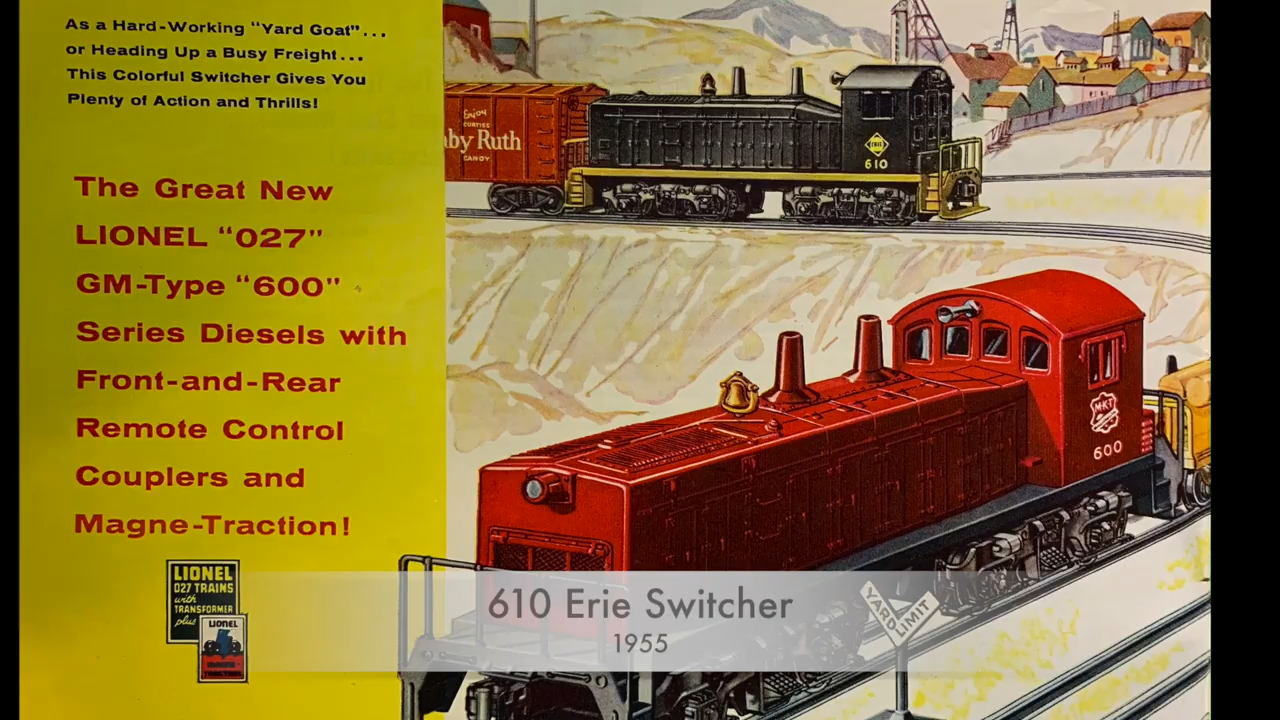 As a Hard-Working “Yard Goat”...
or Heading Up a Busy Freight...
This Colorful Switcher Gives You
Plenty of Action and Thrills!
The Great New
LIONEL “027”
GM-Type “600”
Series Diesels with
Front-and-Rear
Remote Control
Couplers and
Magne-Traction!
LIONEL
027 TRAINS
with
TRANSFORMER
plus
LIONEL
Enjoy
CURTISS
by Ruth
CANDY
ERIE
610
M-K-T
600
YARD LIMIT
610 Erie Switcher
1955